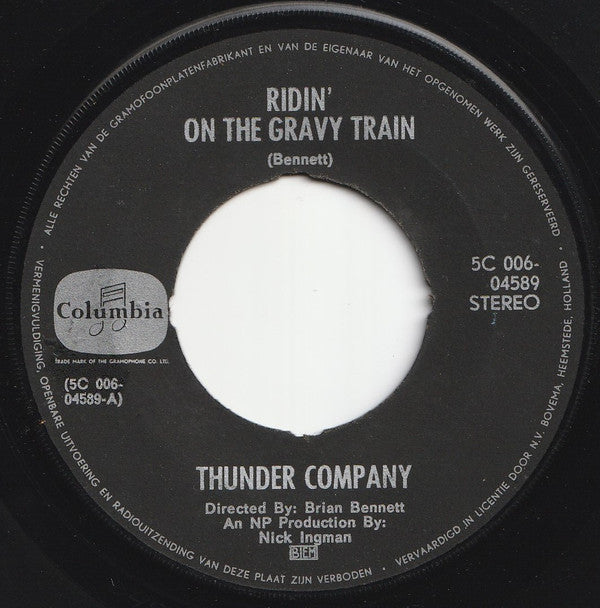 ALLE RECHTEN VAN DE GRAMOFOONPLATENFABRIKANT EN VAN DE EIGENAAR VAN HET OPGENOMEN WERK ZIJN GERESERVEERD •
RIDIN'
ON THE GRAVY TRAIN
(Bennett)
5C 006-
04589
STEREO
Columbia
TRADE MARK OF THE GRAMOPHONE CO. LTD.
(5C 006-
04589-A)
THUNDER COMPANY
Directed By: Brian Bennett
An NP Production By:
Nick Ingman
BIEM
• VERMENIGVULDIGING, OPENBARE UITVOERING EN RADIOUITZENDING VAN DEZE PLAAT ZIJN VERBODEN •
VERVAARDIGD IN LICENTIE DOOR N.V. BOVEMA, HEEMSTEDE, HOLLAND